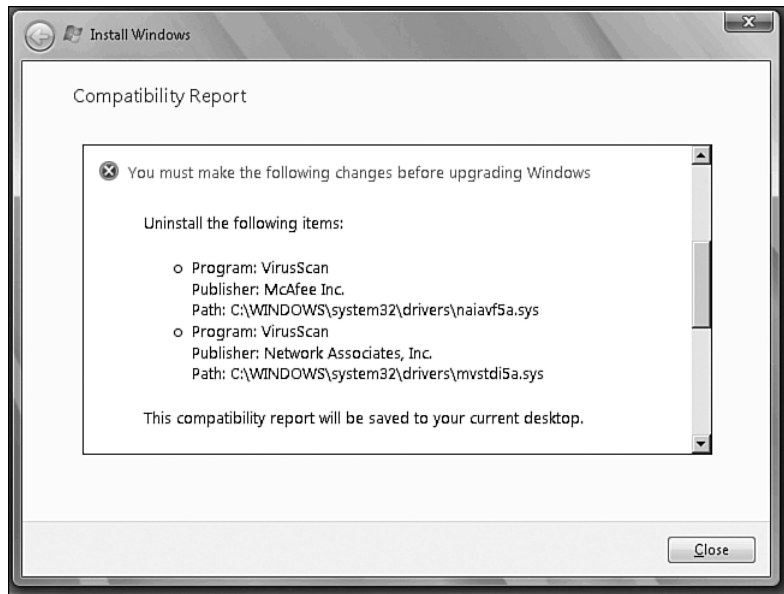 Install Windows
Compatibility Report
You must make the following changes before upgrading Windows
Uninstall the following items:
Program: VirusScan
Publisher: McAfee Inc.
Path: C:\WINDOWS\system32\drivers\naiavf5a.sys
Program: VirusScan
Publisher: Network Associates, Inc.
Path: C:\WINDOWS\system32\drivers\mvstdi5a.sys
This compatibility report will be saved to your current desktop.
Close